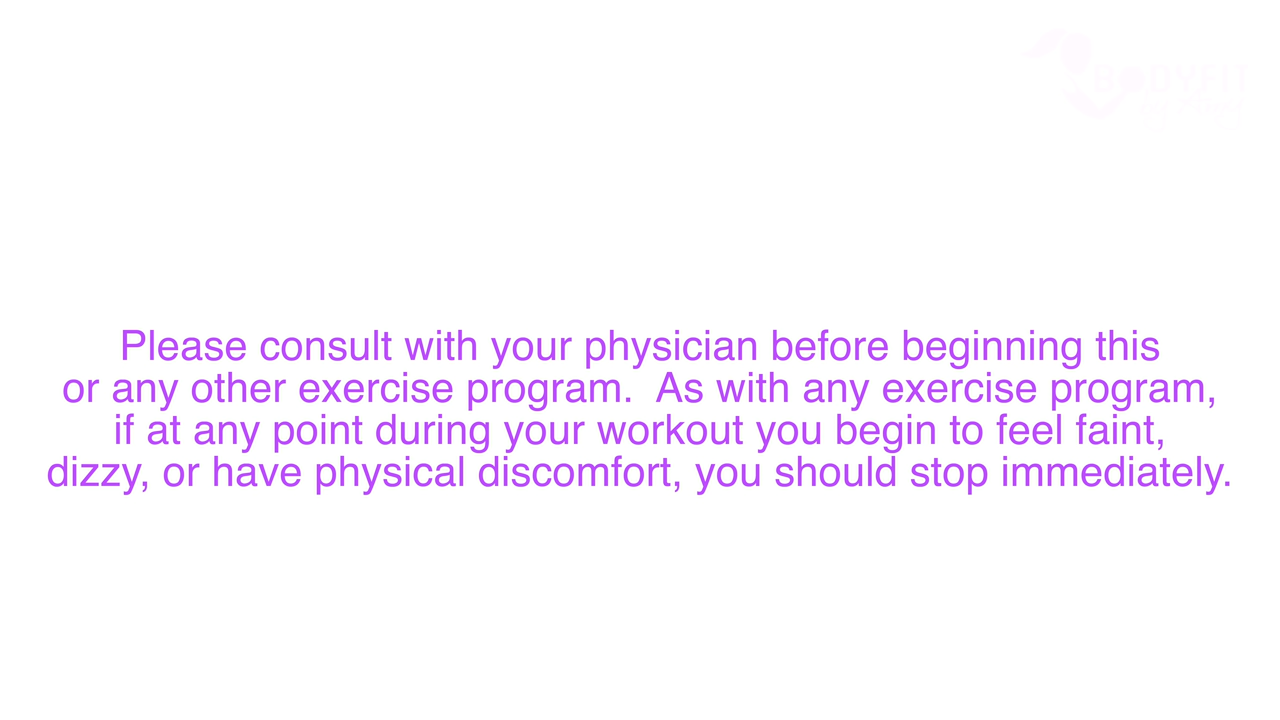 BODYFIT
Please consult with your physician before beginning this
or any other exercise program.  As with any exercise program,
if at any point during your workout you begin to feel faint,
dizzy, or have physical discomfort, you should stop immediately.